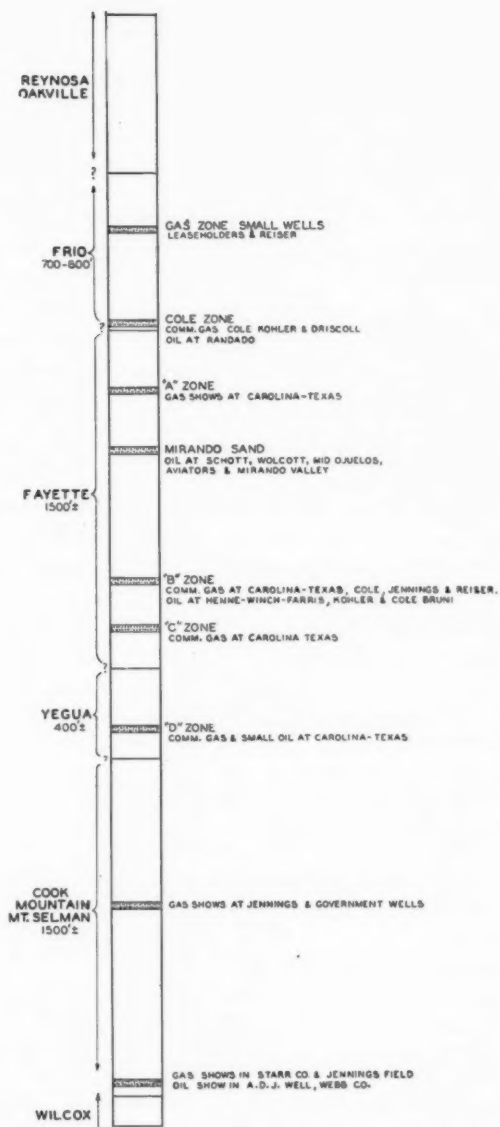 REYNOSA
OAKVILLE
?
GAS ZONE SMALL WELLS
LEASEHOLDERS & REISER
FRIO
700-800'
COLE ZONE
COMM. GAS COLE KOHLER & DRISCOLL
OIL AT RANDADO
?
"A" ZONE
GAS SHOWS AT CAROLINA-TEXAS
MIRANDO SAND
OIL AT SCHOTT, WOLCOTT, MID OJUELOS,
AVIATORS & MIRANDO VALLEY
FAYETTE
1500'±
"B" ZONE
COMM. GAS AT CAROLINA-TEXAS, COLE, JENNINGS & REISER.
OIL AT HENNE-WINCH-FARRIS, KOHLER & COLE BRUNI
"C" ZONE
COMM. GAS AT CAROLINA TEXAS
?
YEGUA
400'±
"D" ZONE
COMM. GAS & SMALL OIL AT CAROLINA-TEXAS
?
COOK
MOUNTAIN
MT. SELMAN
1500'±
GAS SHOWS AT JENNINGS & GOVERNMENT WELLS
GAS SHOWS IN STARR CO. & JENNINGS FIELD
OIL SHOW IN A.D.J. WELL, WEBB CO.
WILCOX